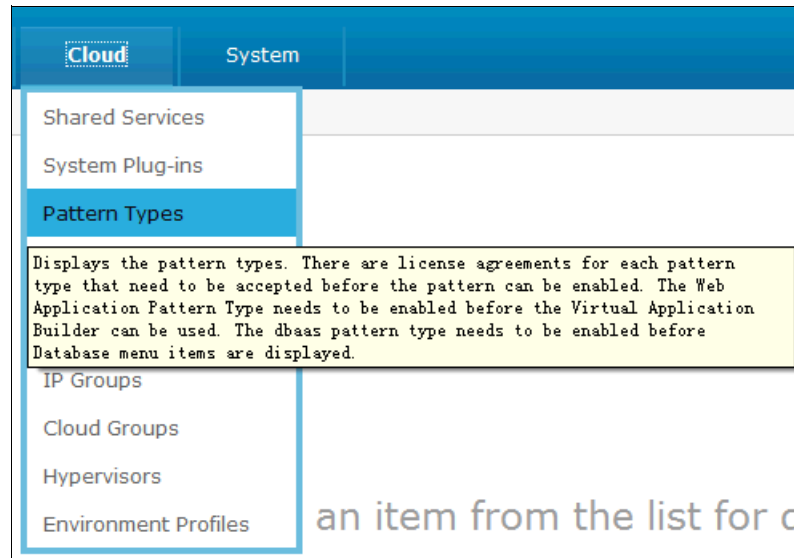 Cloud System
Shared Services
System Plug-ins
Pattern Types
Displays the pattern types. There are license agreements for each pattern
type that need to be accepted before the pattern can be enabled. The Web
Application Pattern Type needs to be enabled before the Virtual Application
Builder can be used. The dbaas pattern type needs to be enabled before
Database menu items are displayed.
IP Groups
Cloud Groups
Hypervisors
Environment Profiles
an item from the list for